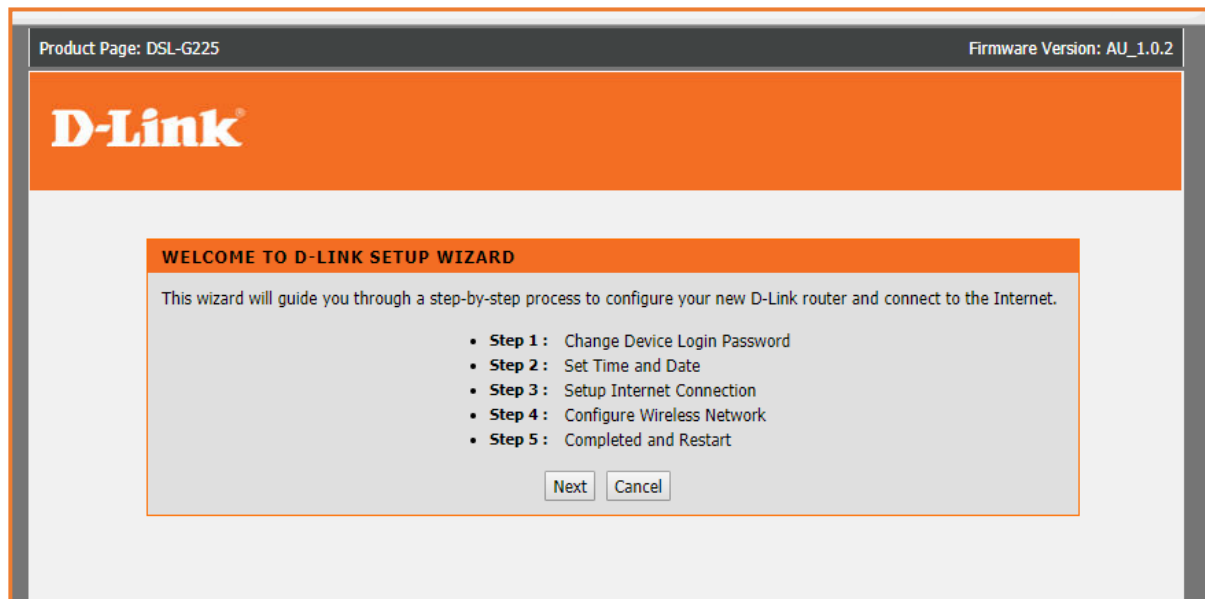 Product Page: DSL-G225 Firmware Version: AU_1.0.2
D-Link®
WELCOME TO D-LINK SETUP WIZARD
This wizard will guide you through a step-by-step process to configure your new D-Link router and connect to the Internet.
• Step 1 : Change Device Login Password
• Step 2 : Set Time and Date
• Step 3 : Setup Internet Connection
• Step 4 : Configure Wireless Network
• Step 5 : Completed and Restart
Next Cancel